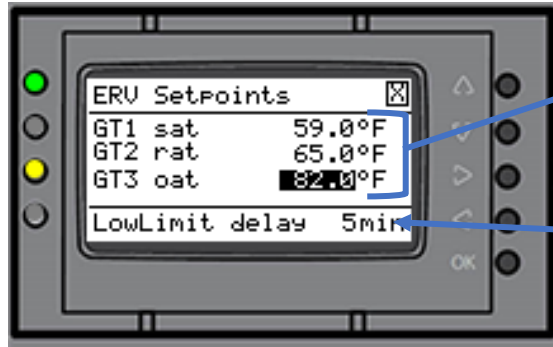 ERV Setpoints X
GT1 sat 59.0°F
GT2 rat 65.0°F
GT3 oat 82.0°F
LowLimit delay 5min
OK